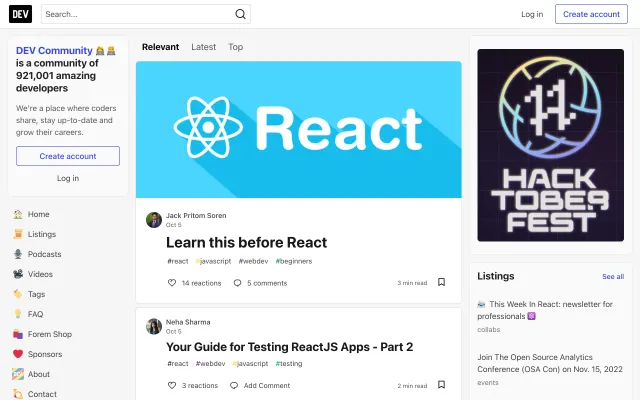 DEV
Search...
Log in
Create account
DEV Community
is a community of
921,001 amazing
developers
We're a place where coders
share, stay up-to-date and
grow their careers.
Create account
Log in
Home
Listings
Podcasts
Videos
Tags
FAQ
Forem Shop
Sponsors
About
Contact
Relevant
Latest
Top
React
Jack Pritom Soren
Oct 5
Learn this before React
#react #javascript #webdev #beginners
14 reactions
5 comments
3 min read
Neha Sharma
Oct 5
Your Guide for Testing ReactJS Apps - Part 2
#react #webdev #javascript #testing
3 reactions
Add Comment
2 min read
HACK
TOBER
FEST
Listings
See all
This Week In React: newsletter for
professionals
collabs
Join The Open Source Analytics
Conference (OSA Con) on Nov. 15, 2022
events